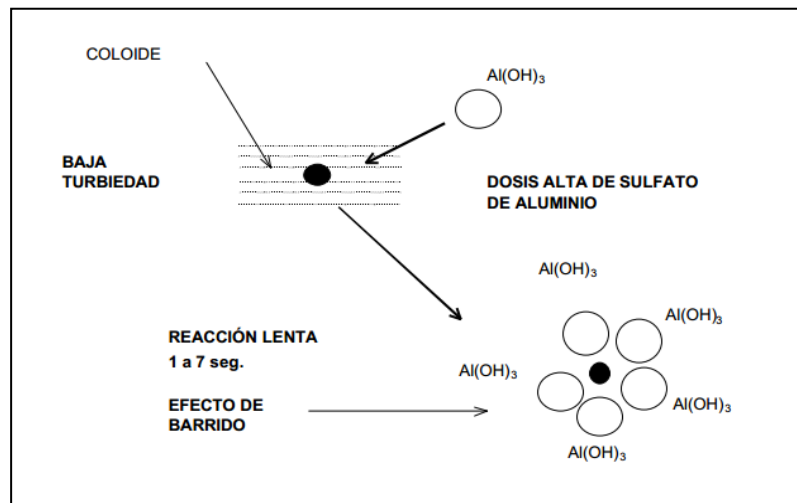 COLOIDE
Al(OH)₃
BAJA
TURBIEDAD
DOSIS ALTA DE SULFATO
DE ALUMINIO
Al(OH)₃
Al(OH)₃
REACCIÓN LENTA
1 a 7 seg.
Al(OH)₃
EFECTO DE
BARRIDO
Al(OH)₃
Al(OH)₃